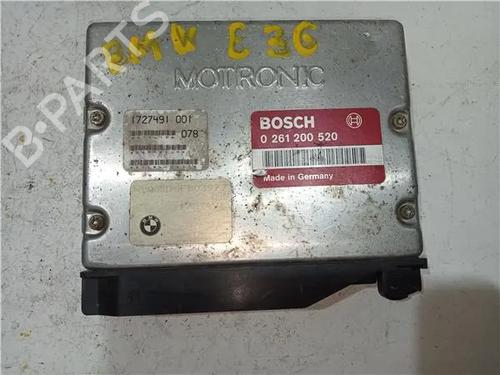 B-PARTS
BMW E36
MOTRONIC
1727491 001
078
BOSCH
0 261 200 520
Made in Germany